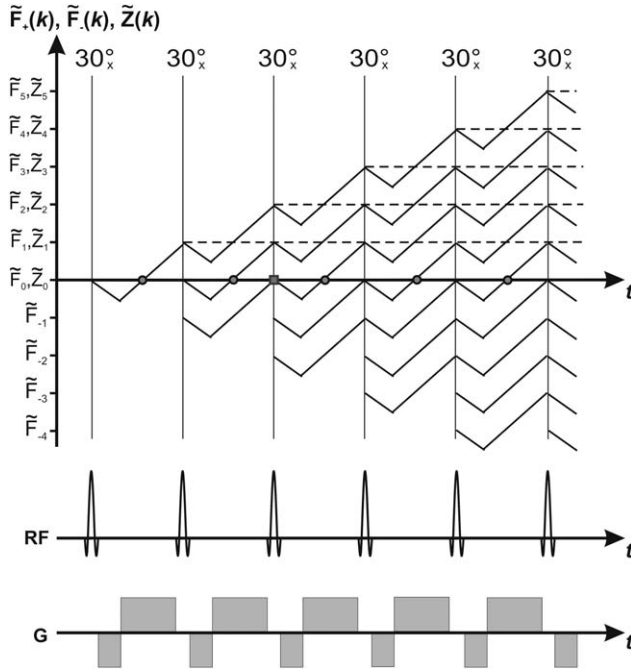 F̃₊(k), F̃₋(k), Z̃(k)
30°ₓ 30°ₓ 30°ₓ 30°ₓ 30°ₓ 30°ₓ
F̃₅,Z̃₅
F̃₄,Z̃₄
F̃₃,Z̃₃
F̃₂,Z̃₂
F̃₁,Z̃₁
F̃₀,Z̃₀
t
F̃₋₁
F̃₋₂
F̃₋₃
F̃₋₄
RF
t
G
t